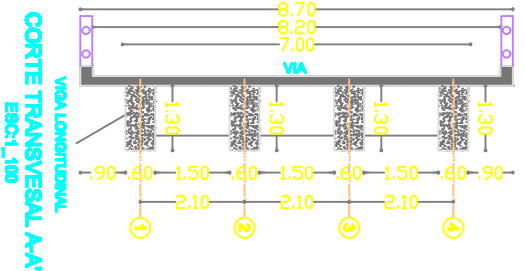 8.70
8.20
7.00
VIA
1.30 1.30 1.30 1.30
.90 .60 1.50 .60 1.50 .60 1.50 .60 .90
2.10 2.10 2.10
1 2 3 4
VIGA LONGITUDINAL
CORTE TRANSVESAL A-A'
ESC-1_100